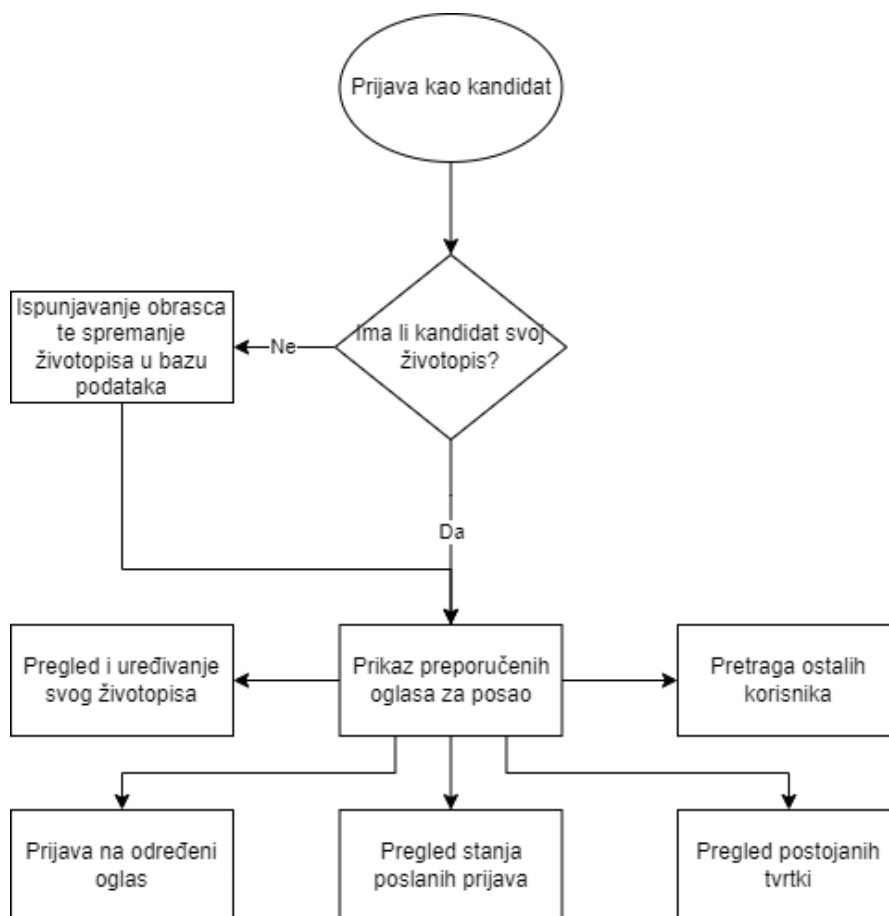 Prijava kao kandidat
Ima li kandidat svoj
životopis?
Ne
Ispunjavanje obrasca
te spremanje
životopisa u bazu
podataka
Da
Pregled i uređivanje
svog životopisa
Prikaz preporučenih
oglasa za posao
Pretraga ostalih
korisnika
Prijava na određeni
oglas
Pregled stanja
poslanih prijava
Pregled postojanih
tvrtki